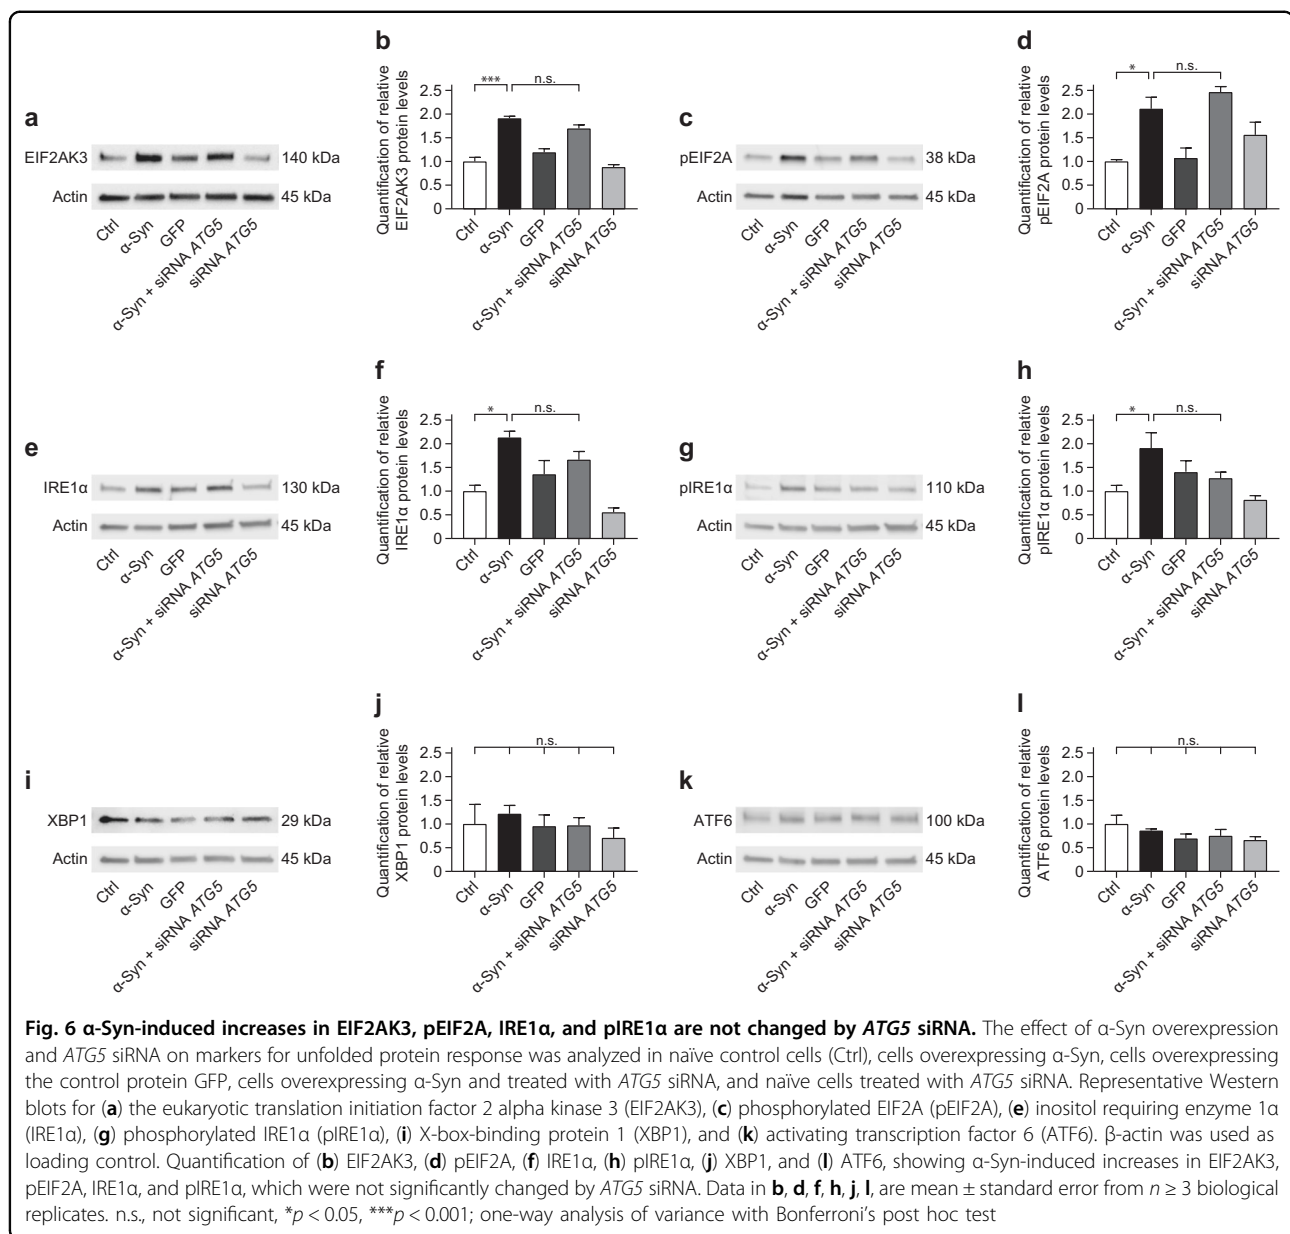 a
EIF2AK3
140 kDa
Actin
45 kDa
Ctrl
α-Syn
GFP
α-Syn + siRNA ATG5
siRNA ATG5
b
Quantification of relative
EIF2AK3 protein levels
2.5
2.0
1.5
1.0
0.5
0
***
n.s.
Ctrl
α-Syn
GFP
α-Syn + siRNA ATG5
siRNA ATG5
c
pEIF2A
38 kDa
Actin
45 kDa
Ctrl
α-Syn
GFP
α-Syn + siRNA ATG5
siRNA ATG5
d
Quantification of relative
pEIF2A protein levels
2.5
2.0
1.5
1.0
0.5
0
*
n.s.
Ctrl
α-Syn
GFP
α-Syn + siRNA ATG5
siRNA ATG5
e
IRE1α
130 kDa
Actin
45 kDa
Ctrl
α-Syn
GFP
α-Syn + siRNA ATG5
siRNA ATG5
f
Quantification of relative
IRE1α protein levels
2.5
2.0
1.5
1.0
0.5
0
*
n.s.
Ctrl
α-Syn
GFP
α-Syn + siRNA ATG5
siRNA ATG5
g
pIRE1α
110 kDa
Actin
45 kDa
Ctrl
α-Syn
GFP
α-Syn + siRNA ATG5
siRNA ATG5
h
Quantification of relative
pIRE1α protein levels
2.5
2.0
1.5
1.0
0.5
0
*
n.s.
Ctrl
α-Syn
GFP
α-Syn + siRNA ATG5
siRNA ATG5
i
XBP1
29 kDa
Actin
45 kDa
Ctrl
α-Syn
GFP
α-Syn + siRNA ATG5
siRNA ATG5
j
Quantification of relative
XBP1 protein levels
2.5
2.0
1.5
1.0
0.5
0
n.s.
Ctrl
α-Syn
GFP
α-Syn + siRNA ATG5
siRNA ATG5
k
ATF6
100 kDa
Actin
45 kDa
Ctrl
α-Syn
GFP
α-Syn + siRNA ATG5
siRNA ATG5
l
Quantification of relative
ATF6 protein levels
2.5
2.0
1.5
1.0
0.5
0
n.s.
Ctrl
α-Syn
GFP
α-Syn + siRNA ATG5
siRNA ATG5
Fig. 6 α-Syn-induced increases in EIF2AK3, pEIF2A, IRE1α, and pIRE1α are not changed by ATG5 siRNA. The effect of α-Syn overexpression
and ATG5 siRNA on markers for unfolded protein response was analyzed in naïve control cells (Ctrl), cells overexpressing α-Syn, cells overexpressing
the control protein GFP, cells overexpressing α-Syn and treated with ATG5 siRNA, and naïve cells treated with ATG5 siRNA. Representative Western
blots for (a) the eukaryotic translation initiation factor 2 alpha kinase 3 (EIF2AK3), (c) phosphorylated EIF2A (pEIF2A), (e) inositol requiring enzyme 1α
(IRE1α), (g) phosphorylated IRE1α (pIRE1α), (i) X-box-binding protein 1 (XBP1), and (k) activating transcription factor 6 (ATF6). β-actin was used as
loading control. Quantification of (b) EIF2AK3, (d) pEIF2A, (f) IRE1α, (h) pIRE1α, (j) XBP1, and (l) ATF6, showing α-Syn-induced increases in EIF2AK3,
pEIF2A, IRE1α, and pIRE1α, which were not significantly changed by ATG5 siRNA. Data in b, d, f, h, j, l, are mean ± standard error from n ≥ 3 biological
replicates. n.s., not significant, *p < 0.05, ***p < 0.001; one-way analysis of variance with Bonferroni's post hoc test